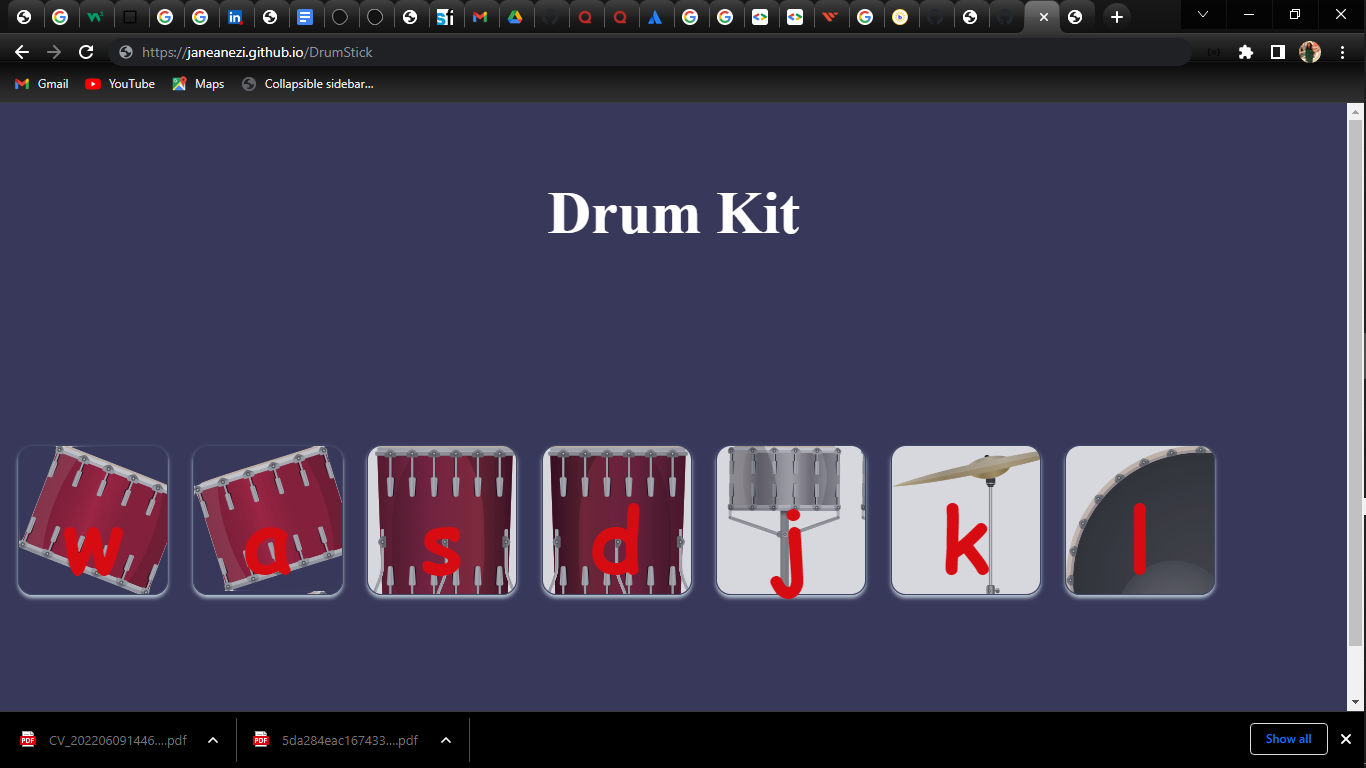 https://janeanezi.github.io/DrumStick
Gmail YouTube Maps Collapsible sidebar...
Drum Kit
w a s d j k l
CV_202206091446....pdf 5da284eac167433....pdf Show all